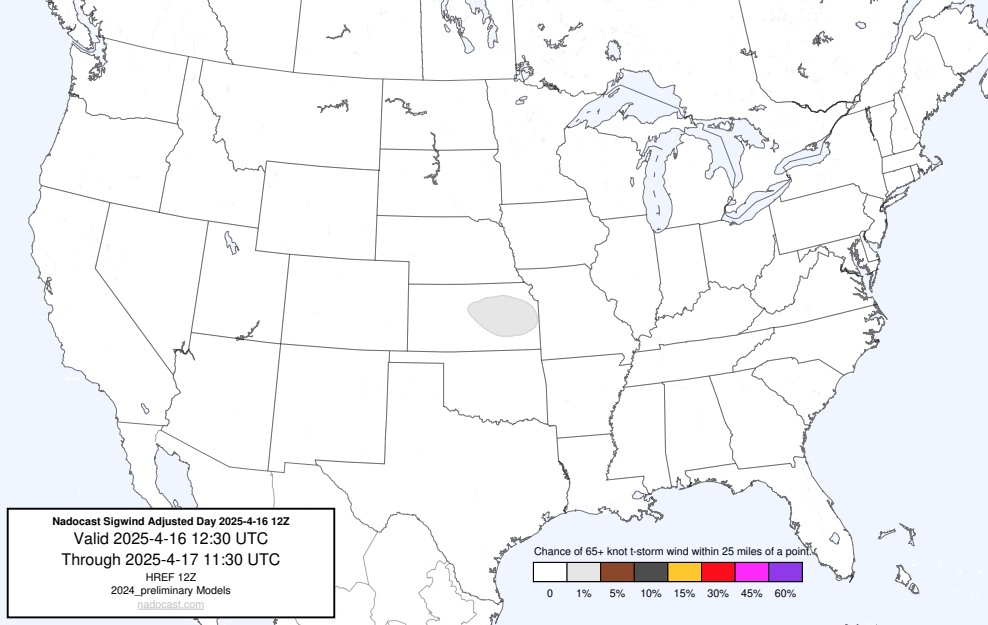 Nadocast Sigwind Adjusted Day 2025-4-16 12Z
Valid 2025-4-16 12:30 UTC
Through 2025-4-17 11:30 UTC
HREF 12Z
2024_preliminary Models
nadocast.com
Chance of 65+ knot t-storm wind within 25 miles of a point.
0 1% 5% 10% 15% 30% 45% 60%